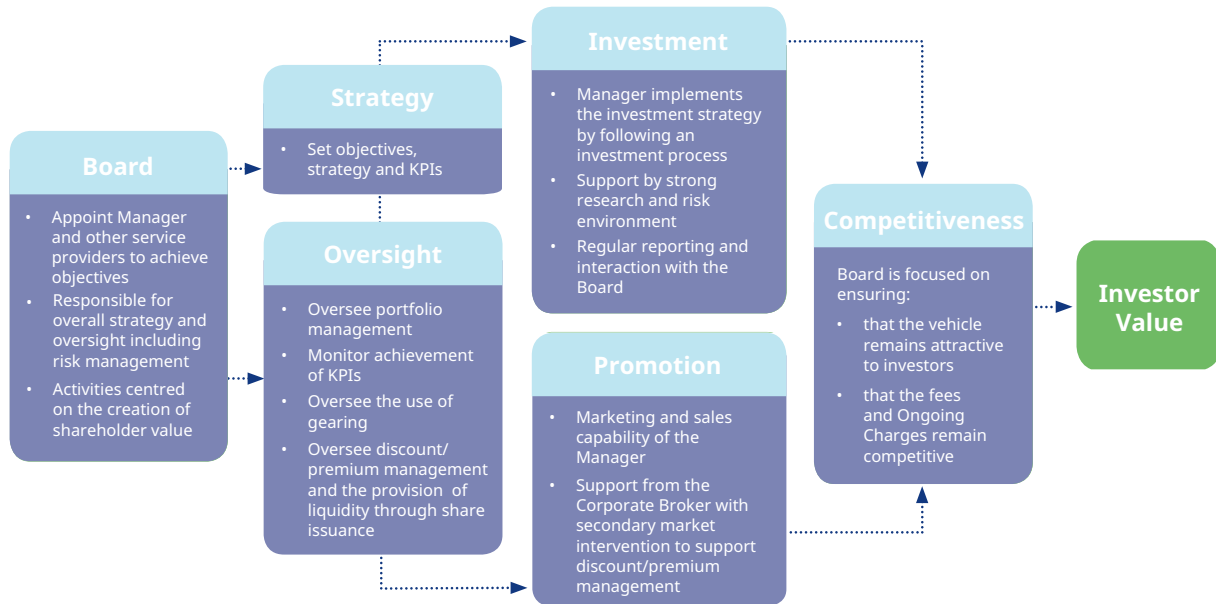 Board
• Appoint Manager
and other service
providers to achieve
objectives
• Responsible for
overall strategy and
oversight including
risk management
• Activities centred
on the creation of
shareholder value
Strategy
• Set objectives,
strategy and KPIs
Oversight
• Oversee portfolio
management
• Monitor achievement
of KPIs
• Oversee the use of
gearing
• Oversee discount/
premium management
and the provision of
liquidity through share
issuance
Investment
• Manager implements
the investment strategy
by following an
investment process
• Support by strong
research and risk
environment
• Regular reporting and
interaction with the
Board
Promotion
• Marketing and sales
capability of the
Manager
• Support from the
Corporate Broker with
secondary market
intervention to support
discount/premium
management
Competitiveness
Board is focused on
ensuring:
• that the vehicle
remains attractive
to investors
• that the fees
and Ongoing
Charges remain
competitive
Investor
Value